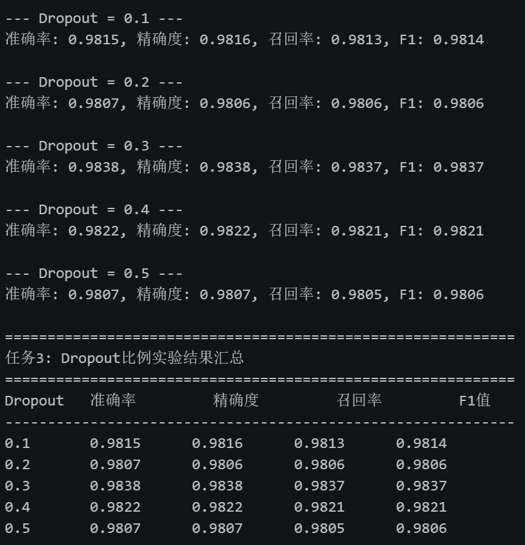 --- Dropout = 0.1 ---
准确率: 0.9815, 精确度: 0.9816, 召回率: 0.9813, F1: 0.9814
--- Dropout = 0.2 ---
准确率: 0.9807, 精确度: 0.9806, 召回率: 0.9806, F1: 0.9806
--- Dropout = 0.3 ---
准确率: 0.9838, 精确度: 0.9838, 召回率: 0.9837, F1: 0.9837
--- Dropout = 0.4 ---
准确率: 0.9822, 精确度: 0.9822, 召回率: 0.9821, F1: 0.9821
--- Dropout = 0.5 ---
准确率: 0.9807, 精确度: 0.9807, 召回率: 0.9805, F1: 0.9806
============================================================
任务3: Dropout比例实验结果汇总
============================================================
Dropout 准确率 精确度 召回率 F1值
------------------------------------------------------------
0.1 0.9815 0.9816 0.9813 0.9814
0.2 0.9807 0.9806 0.9806 0.9806
0.3 0.9838 0.9838 0.9837 0.9837
0.4 0.9822 0.9822 0.9821 0.9821
0.5 0.9807 0.9807 0.9805 0.9806